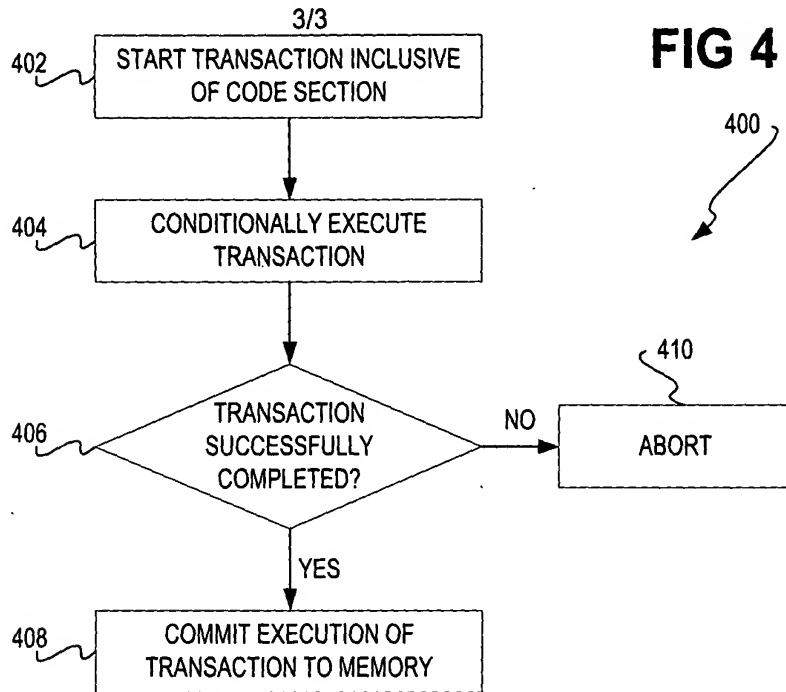 3/3
FIG 4
402
START TRANSACTION INCLUSIVE
OF CODE SECTION
400
404
CONDITIONALLY EXECUTE
TRANSACTION
410
406
TRANSACTION
SUCCESSFULLY
COMPLETED?
NO
ABORT
YES
408
COMMIT EXECUTION OF
TRANSACTION TO MEMORY